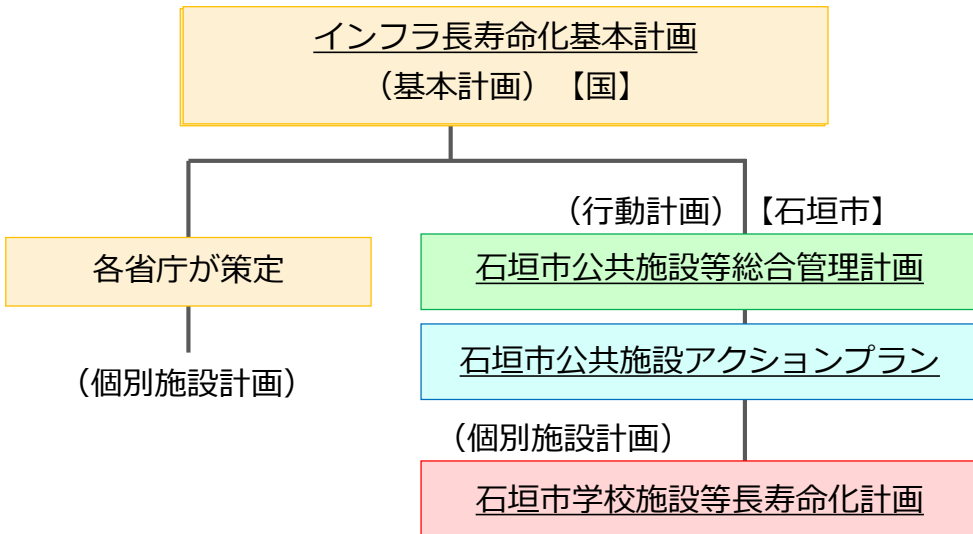 インフラ長寿命化基本計画
（基本計画）【国】
（行動計画）【石垣市】
各省庁が策定
石垣市公共施設等総合管理計画
石垣市公共施設アクションプラン
（個別施設計画）
（個別施設計画）
石垣市学校施設等長寿命化計画